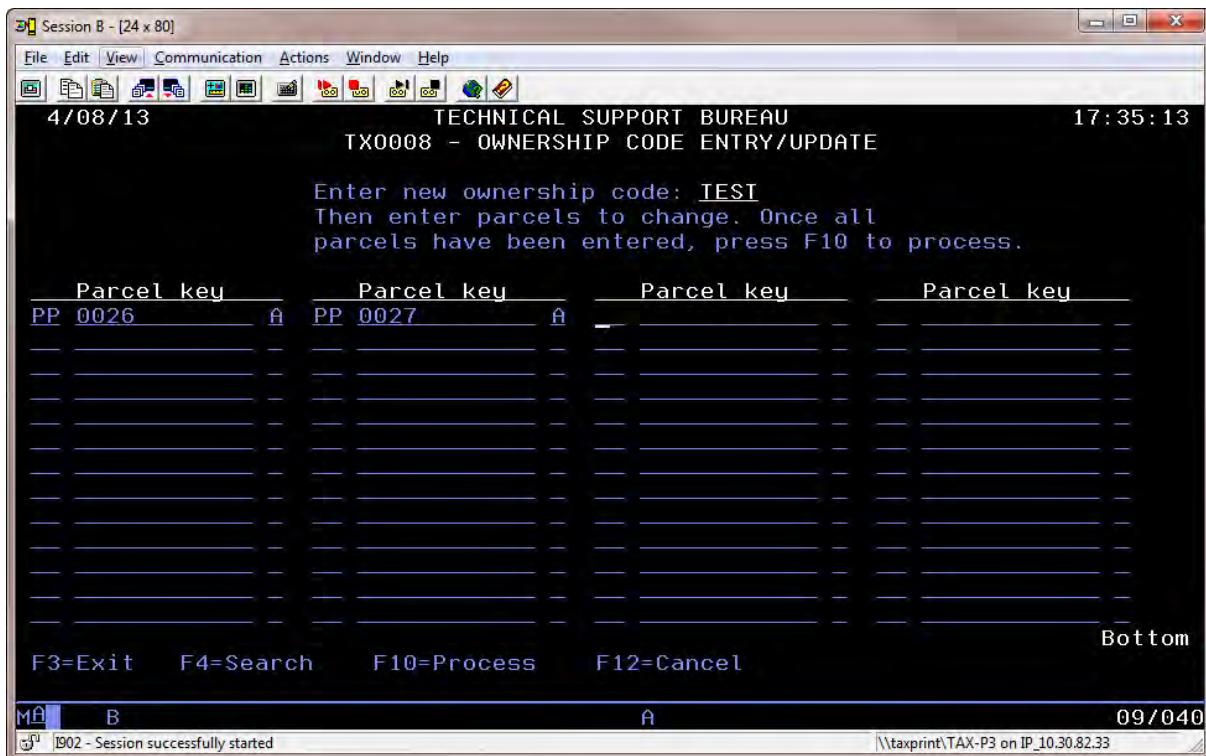 Session B - [24 x 80]
File Edit View Communication Actions Window Help
4/08/13 TECHNICAL SUPPORT BUREAU 17:35:13
TXO008 - OWNERSHIP CODE ENTRY/UPDATE
Enter new ownership code: TEST
Then enter parcels to change. Once all
parcels have been entered, press F10 to process.
Parcel key Parcel key Parcel key Parcel key
PP 0026 A PP 0027 A
Bottom
F3=Exit F4=Search F10=Process F12=Cancel
MA B A 09/040
I902 - Session successfully started \\taxprint\TAX-P3 on IP_10.30.82.33